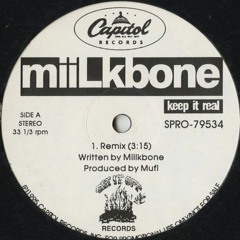 Capitol
RECORDS
miiLkbone
keep it real
SIDE A
STEREO
33 1/3 rpm
SPRO-79534
1. Remix (3:15)
Written by Miilkbone
Produced by Mufi
RECORDS